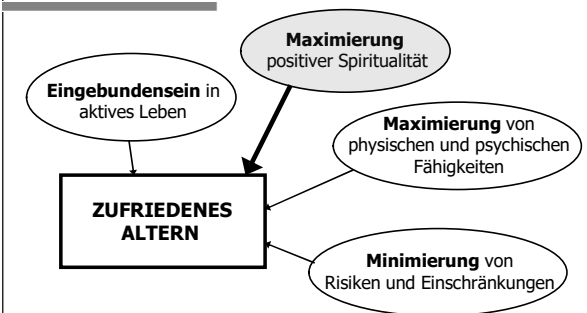 Maximierung
positiver Spiritualität
Eingebundensein in
aktives Leben
Maximierung von
physischen und psychischen
Fähigkeiten
ZUFRIEDENES
ALTERN
Minimierung von
Risiken und Einschränkungen